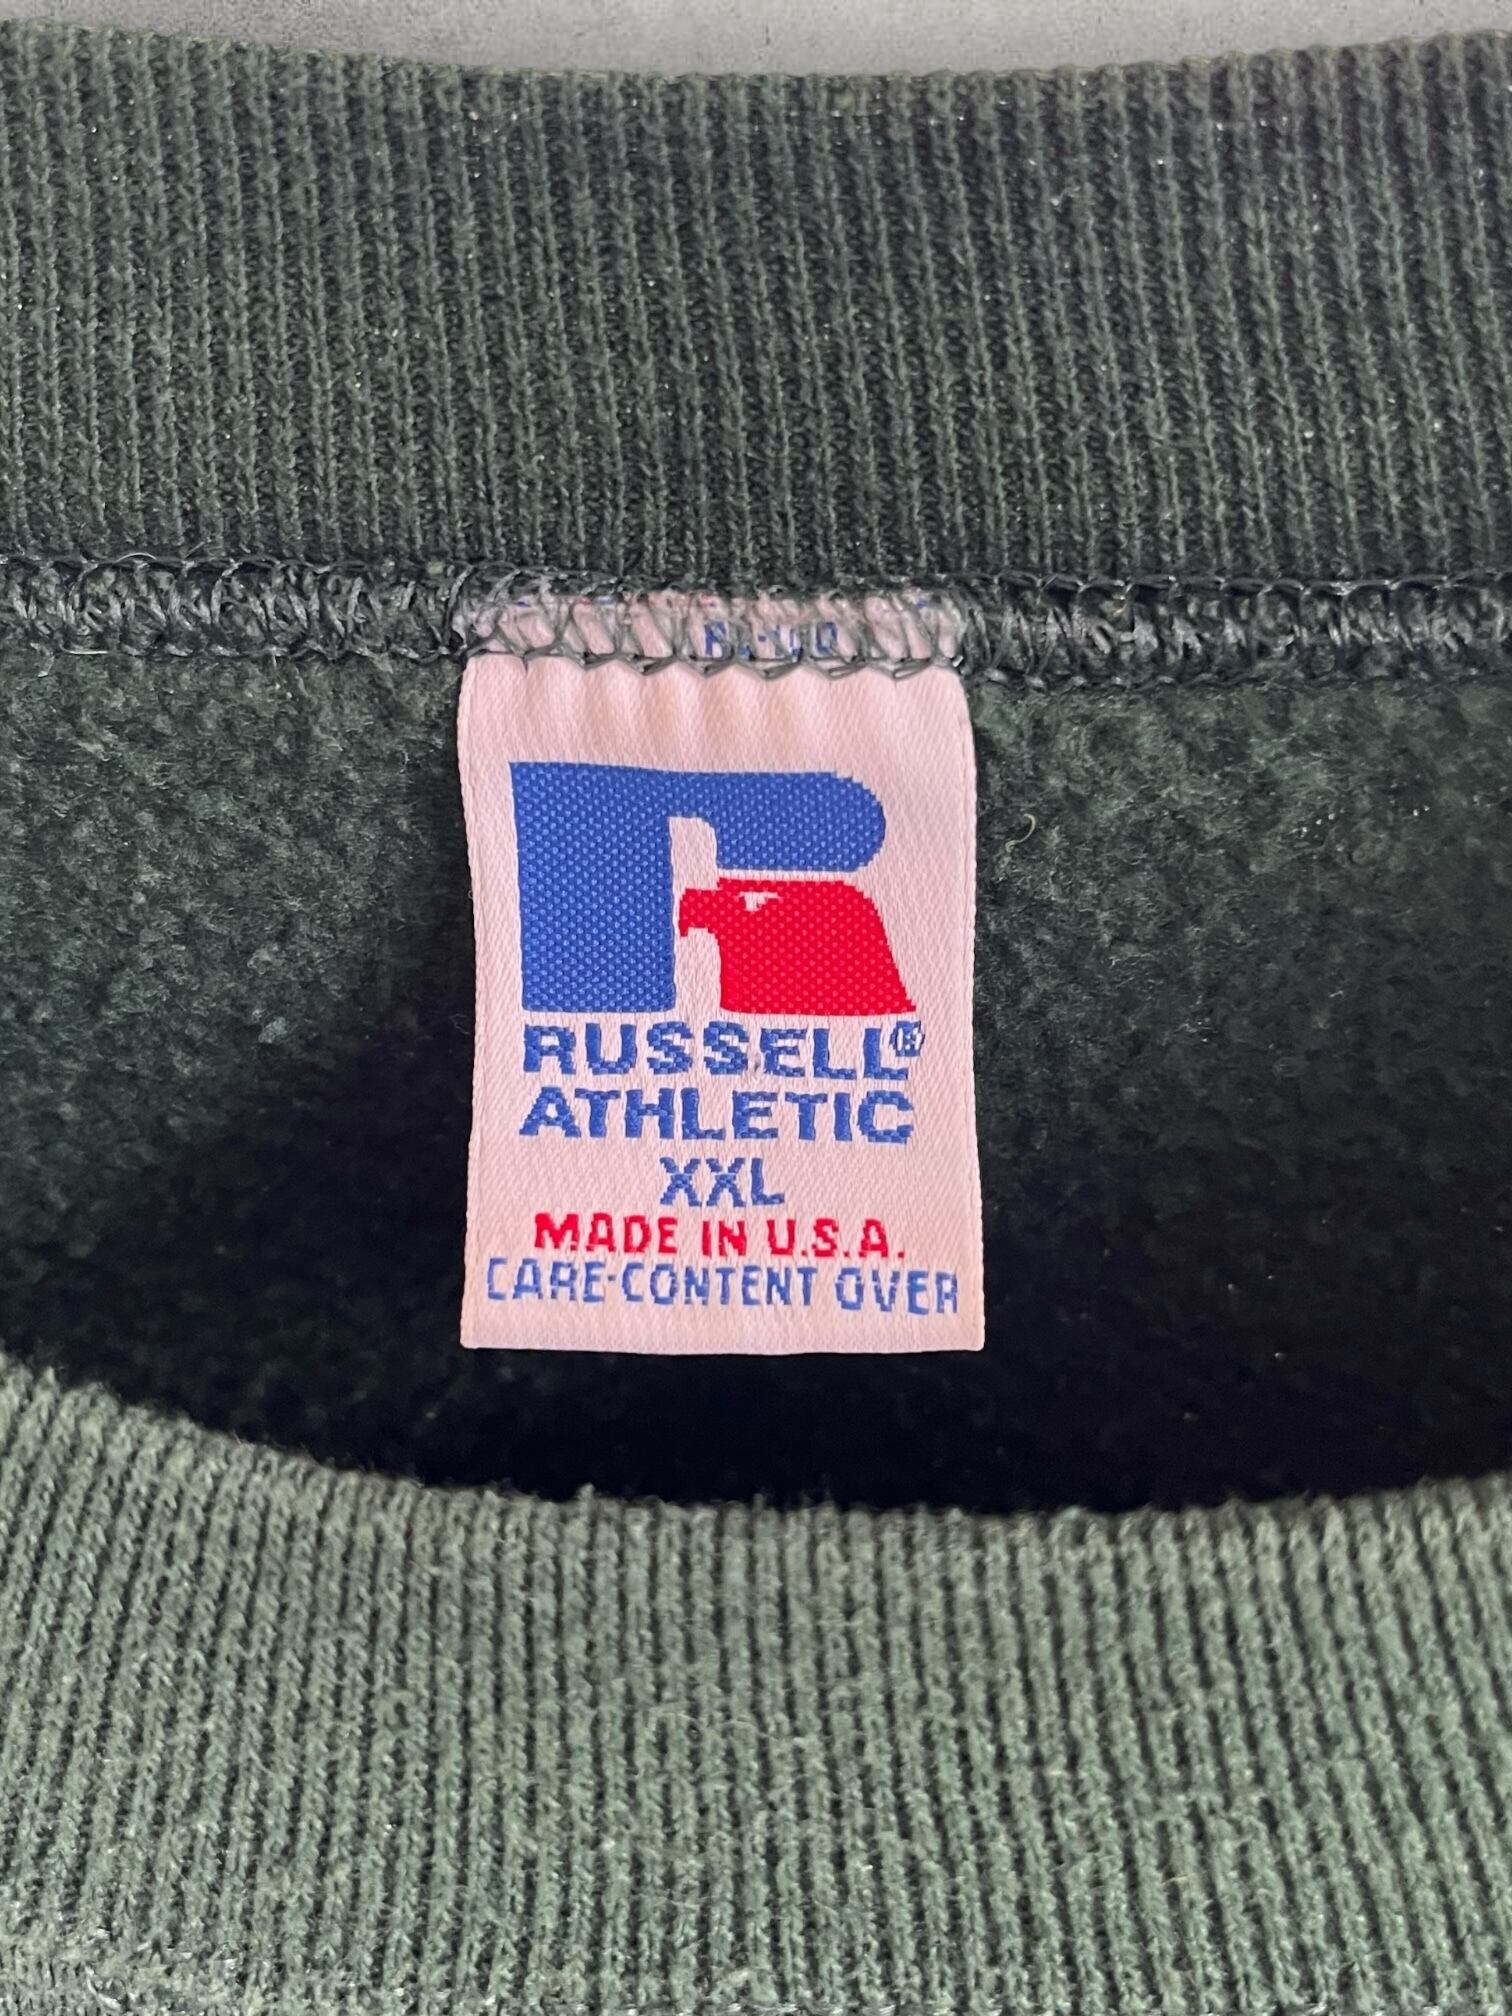 RUSSELL®
ATHLETIC
XXL
MADE IN U.S.A.
CARE-CONTENT OVER